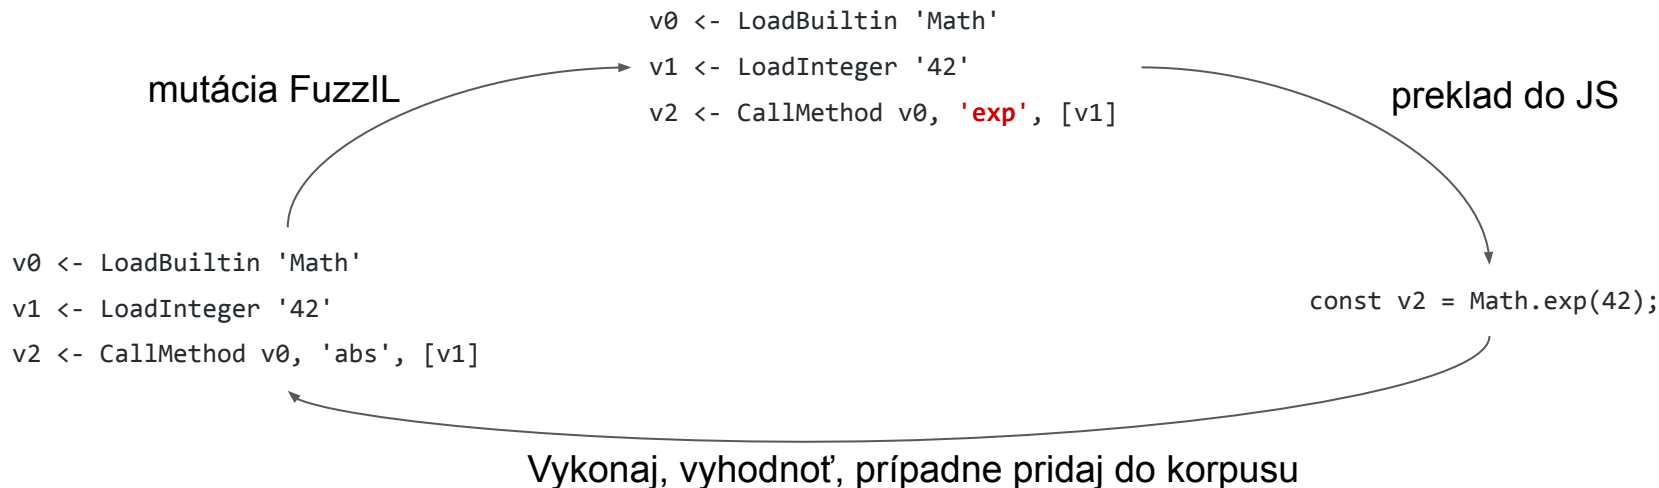 v0 <- LoadBuiltin 'Math'
v1 <- LoadInteger '42'
v2 <- CallMethod v0, 'exp', [v1]
mutácia FuzzIL
preklad do JS
v0 <- LoadBuiltin 'Math'
v1 <- LoadInteger '42'
v2 <- CallMethod v0, 'abs', [v1]
const v2 = Math.exp(42);
Vykonaj, vyhodnoť, prípadne pridaj do korpusu